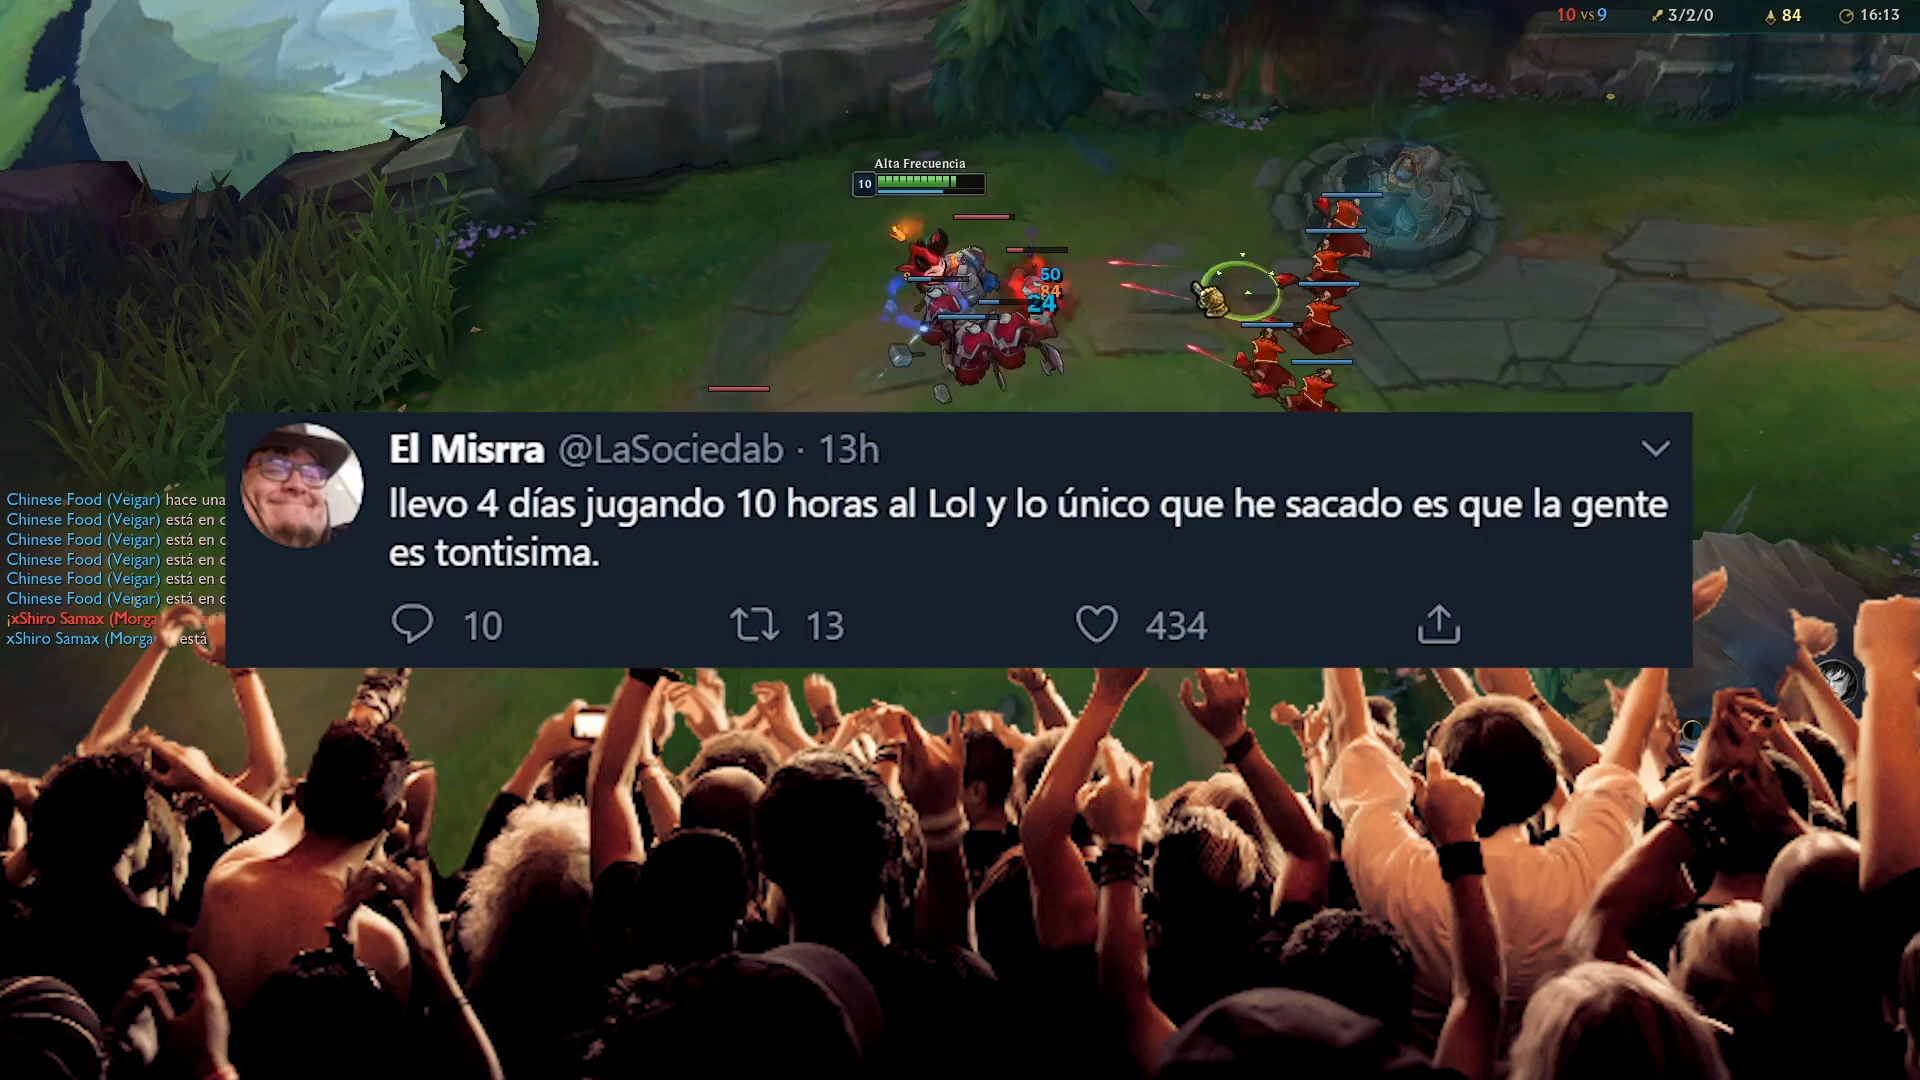 10 vs 9 3/2/0 84 16:13
Alta Frecuencia
10
50
84
24
El Misrra @LaSociedab · 13h
llevo 4 días jugando 10 horas al Lol y lo único que he sacado es que la gente
es tontisima.
10 13 434
Chinese Food (Veigar) hace una
Chinese Food (Veigar) está en
Chinese Food (Veigar) está en
Chinese Food (Veigar) está en
Chinese Food (Veigar) está en
Chinese Food (Veigar) está en
¡xShiro Samax (Morga
xShiro Samax (Morga está